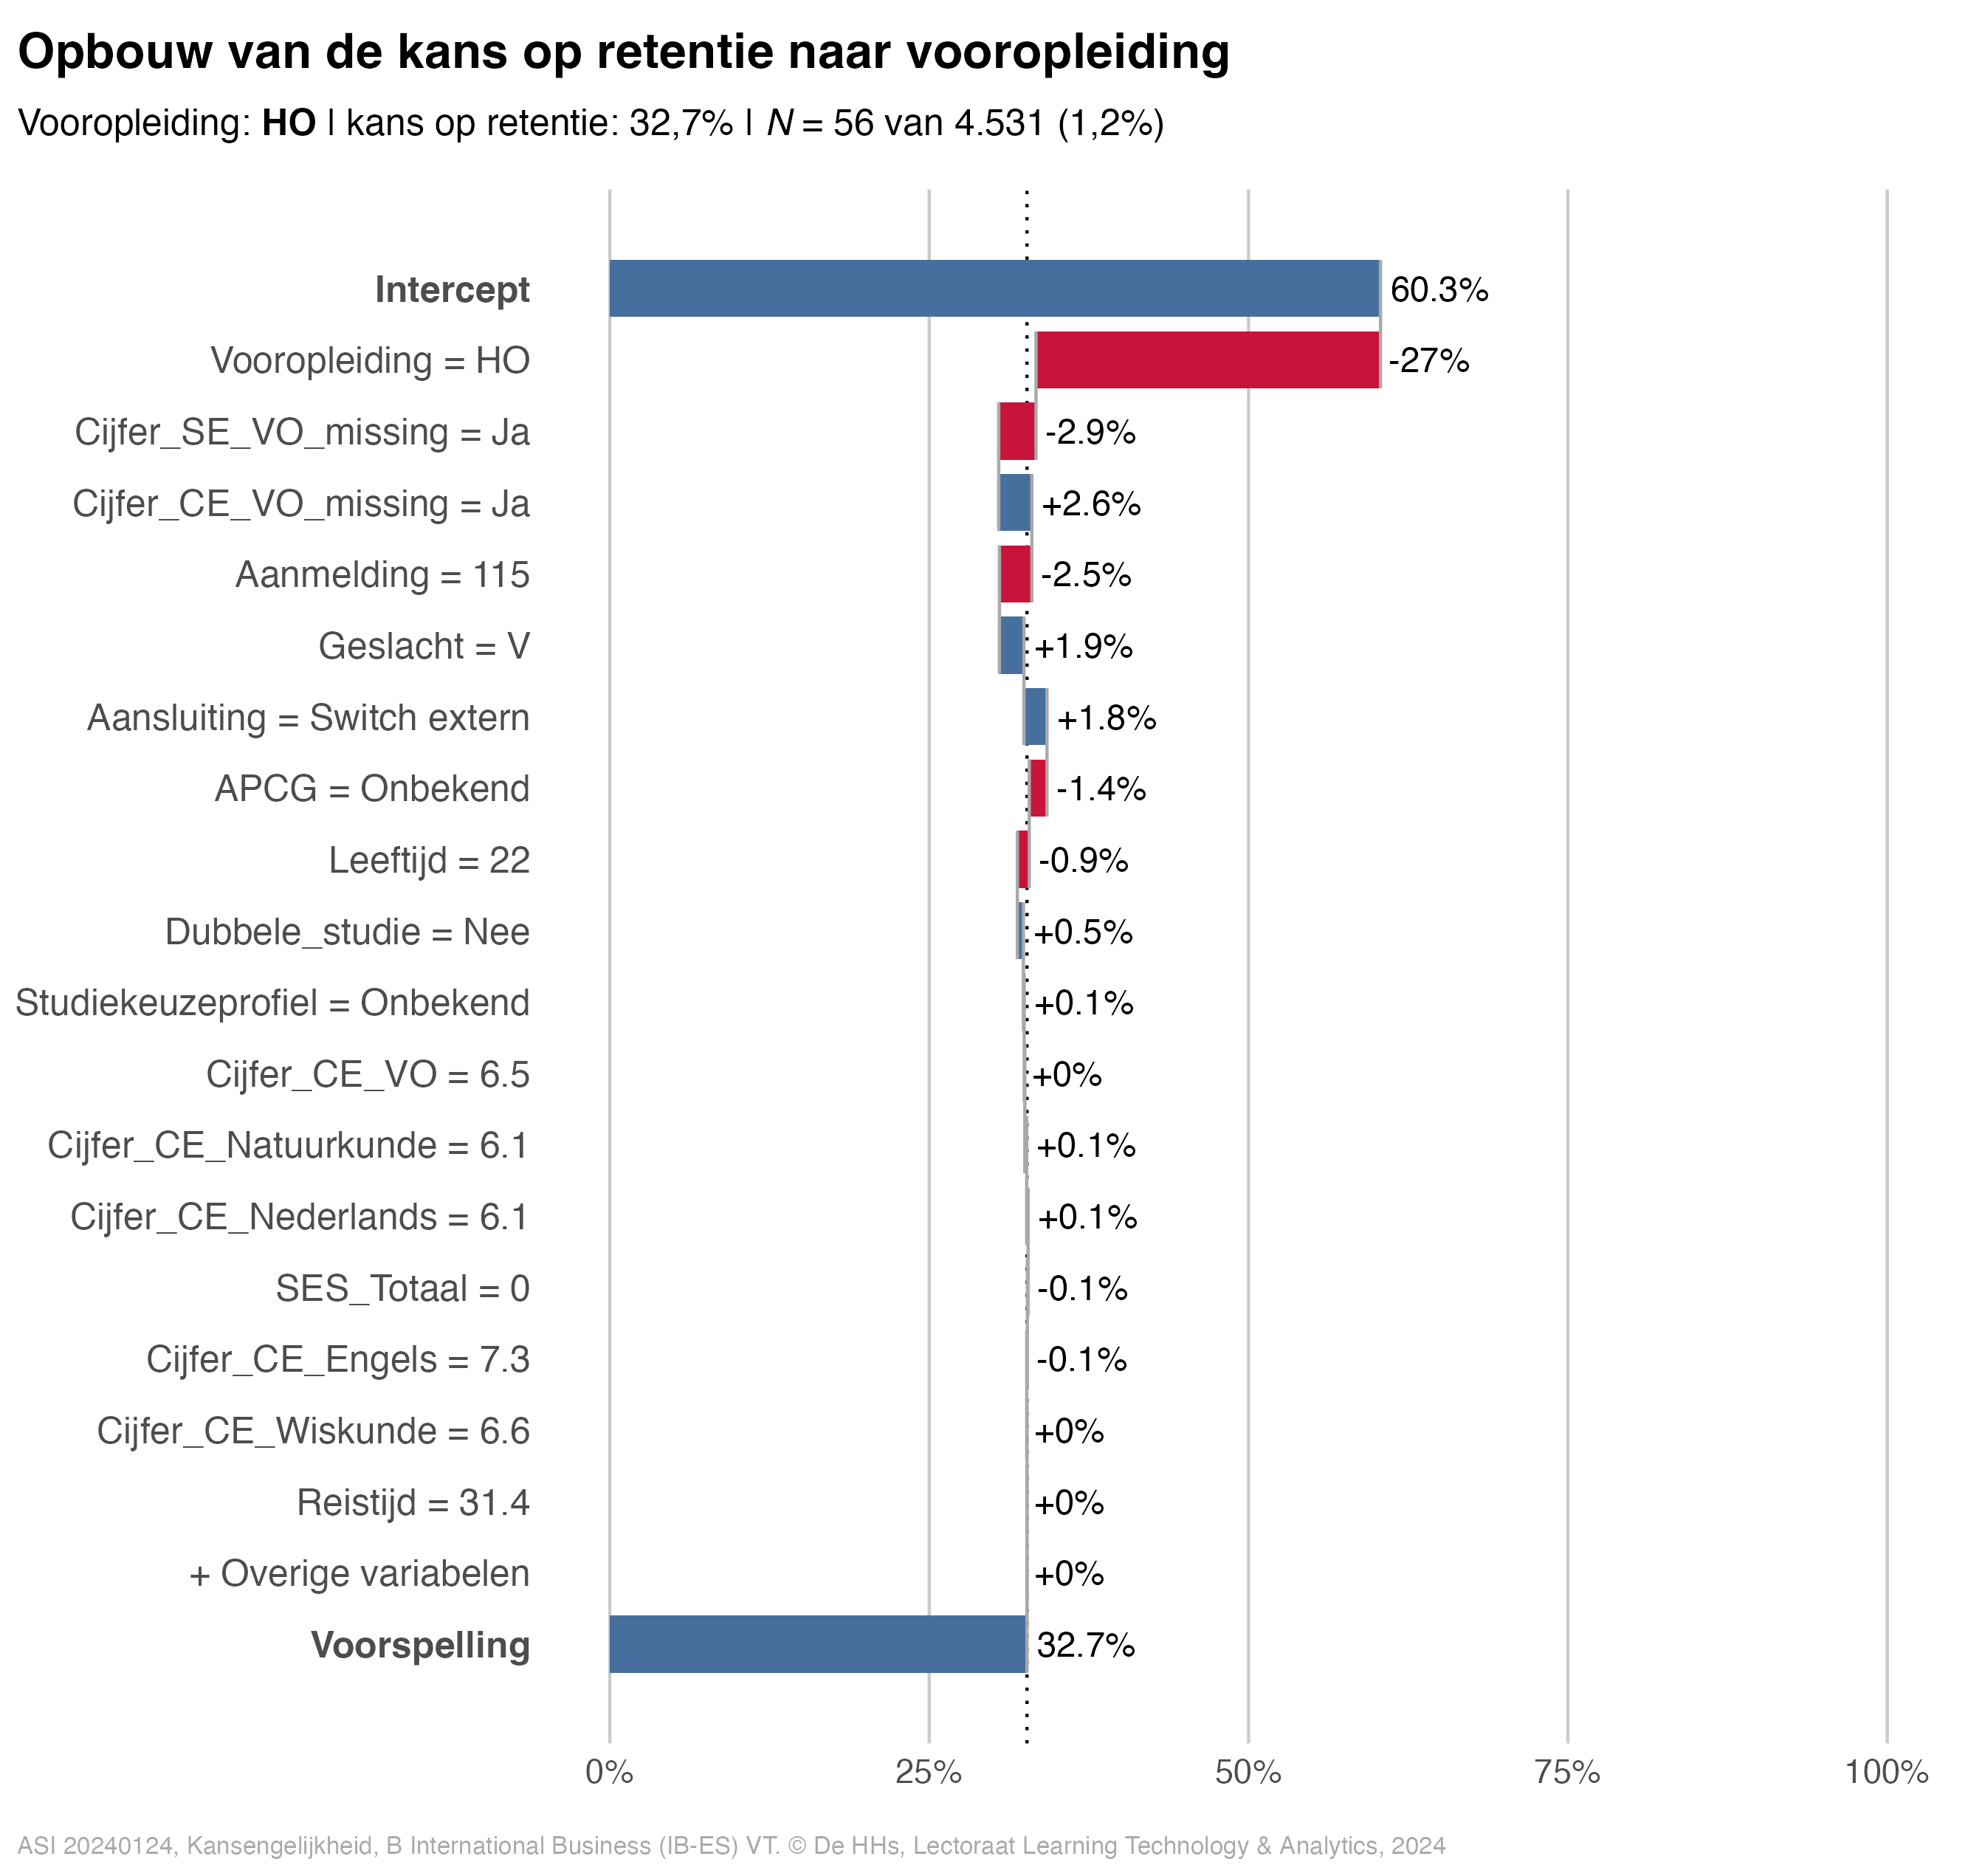 Opbouw van de kans op retentie naar vooropleiding
Vooropleiding: HO | kans op retentie: 32,7% | N = 56 van 4.531 (1,2%)
Intercept 60.3%
Vooropleiding = HO -27%
Cijfer_SE_VO_missing = Ja -2.9%
Cijfer_CE_VO_missing = Ja +2.6%
Aanmelding = 115 -2.5%
Geslacht = V +1.9%
Aansluiting = Switch extern +1.8%
APCG = Onbekend -1.4%
Leeftijd = 22 -0.9%
Dubbele_studie = Nee +0.5%
Studiekeuzeprofiel = Onbekend +0.1%
Cijfer_CE_VO = 6.5 +0%
Cijfer_CE_Natuurkunde = 6.1 +0.1%
Cijfer_CE_Nederlands = 6.1 +0.1%
SES_Totaal = 0 -0.1%
Cijfer_CE_Engels = 7.3 -0.1%
Cijfer_CE_Wiskunde = 6.6 +0%
Reistijd = 31.4 +0%
+ Overige variabelen +0%
Voorspelling 32.7%
0% 25% 50% 75% 100%
ASI 20240124, Kansengelijkheid, B International Business (IB-ES) VT. © De HHs, Lectoraat Learning Technology & Analytics, 2024